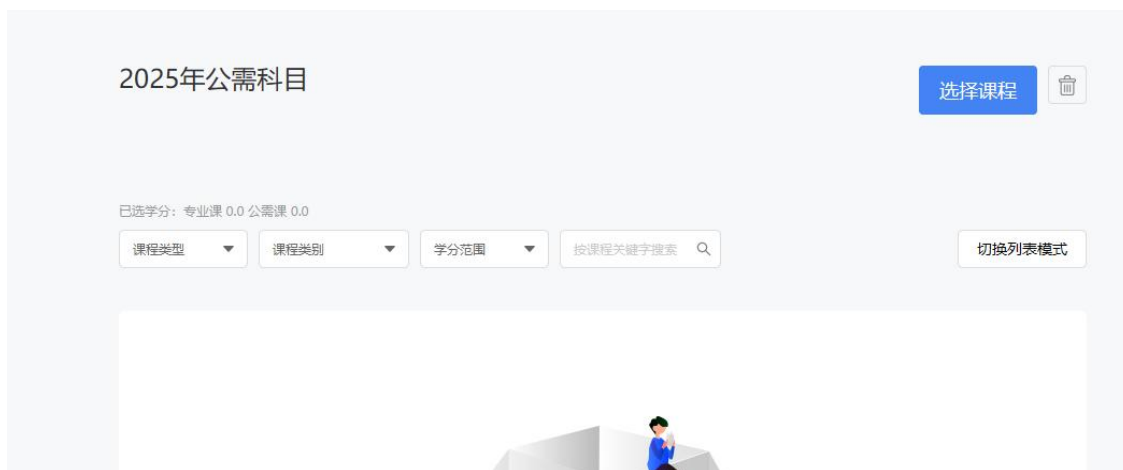 2025年公需科目
选择课程
已选学分：专业课 0.0 公需课 0.0
课程类型 课程类别 学分范围 按课程关键字搜索 切换列表模式